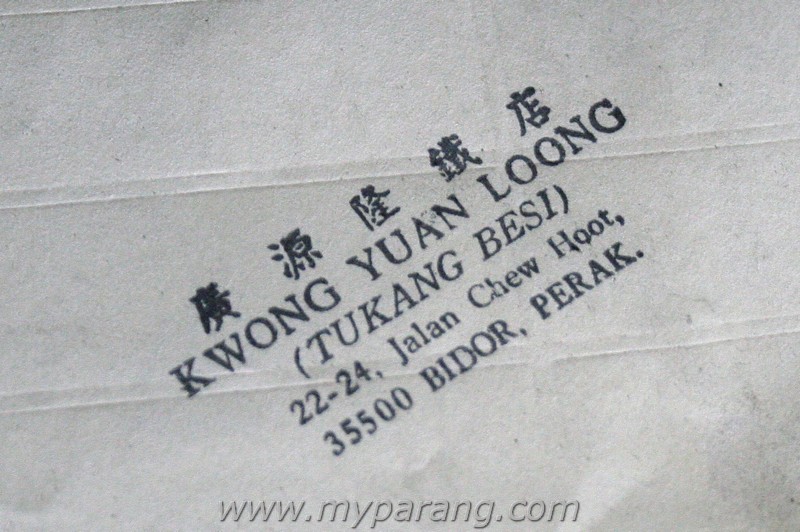 廣源隆鐵店
KWONG YUAN LOONG
(TUKANG BESI)
22-24, Jalan Chew Hoot,
35500 BIDOR, PERAK.
www.myparang.com